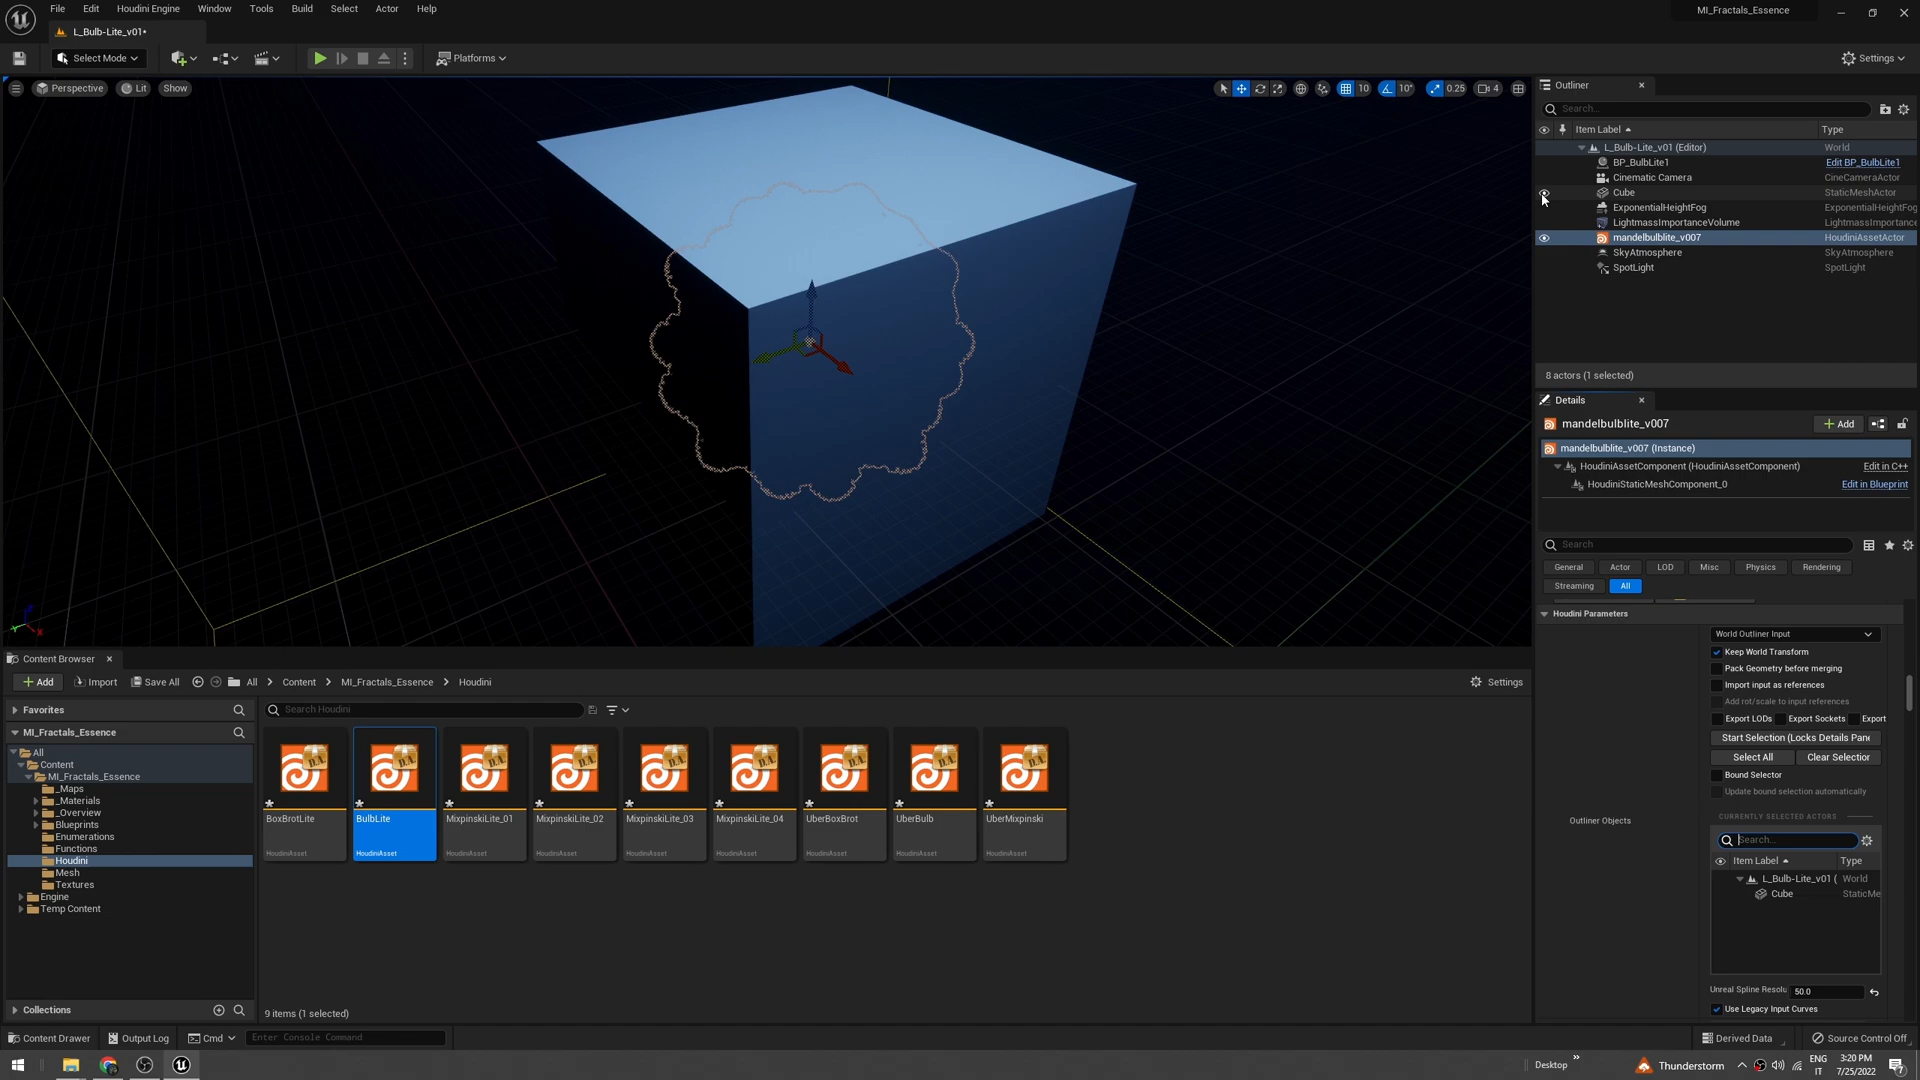 File Edit Houdini Engine Window Tools Build Select Actor Help
MI_Fractals_Essence
L_Bulb-Lite_v01•
Select Mode
Platforms
Settings
Perspective Lit Show
10 10° 0.25 4
Outliner
Search...
Item Label Type
L_Bulb-Lite_v01 (Editor) World
BP_BulbLite1 Edit BP_BulbLite1
Cinematic Camera CineCameraActor
Cube StaticMeshActor
ExponentialHeightFog ExponentialHeightFog
LightmassImportanceVolume LightmassImportance
mandelbulblite_v007 HoudiniAssetActor
SkyAtmosphere SkyAtmosphere
SpotLight SpotLight
8 actors (1 selected)
Details
mandelbulblite_v007
Add
mandelbulblite_v007 (Instance)
HoudiniAssetComponent (HoudiniAssetComponent) Edit in C++
HoudiniStaticMeshComponent_0 Edit in Blueprint
Search
General Actor LOD Misc Physics Rendering
Streaming All
Houdini Parameters
World Outliner Input
Keep World Transform
Pack Geometry before merging
Import input as references
Add rot/scale to input references
Export LODs Export Sockets Export
Start Selection (Locks Details Pane
Select All Clear Selection
Bound Selector
Update bound selection automatically
Outliner Objects
CURRENTLY SELECTED ACTORS
Search...
Item Label Type
L_Bulb-Lite_v01 ( World
Cube StaticMe
Unreal Spline Resolu 50.0
Use Legacy Input Curves
Content Browser
Add Import Save All All > Content > MI_Fractals_Essence > Houdini Settings
Favorites
MI_Fractals_Essence
All
Content
MI_Fractals_Essence
_Maps
_Materials
_Overview
Blueprints
Enumerations
Functions
Houdini
Mesh
Textures
Engine
Temp Content
Collections
Search Houdini
D.A. D.A. D.A. D.A. D.A. D.A. D.A. D.A. D.A.
BoxBrotLite BulbLite MixpinskiLite_01 MixpinskiLite_02 MixpinskiLite_03 MixpinskiLite_04 UberBoxBrot UberBulb UberMixpinski
HoudiniAsset HoudiniAsset HoudiniAsset HoudiniAsset HoudiniAsset HoudiniAsset HoudiniAsset HoudiniAsset HoudiniAsset
9 items (1 selected)
Content Drawer Output Log Cmd Enter Console Command
Derived Data Source Control Off
Desktop » Thunderstorm ENG IT 3:20 PM 7/25/2022